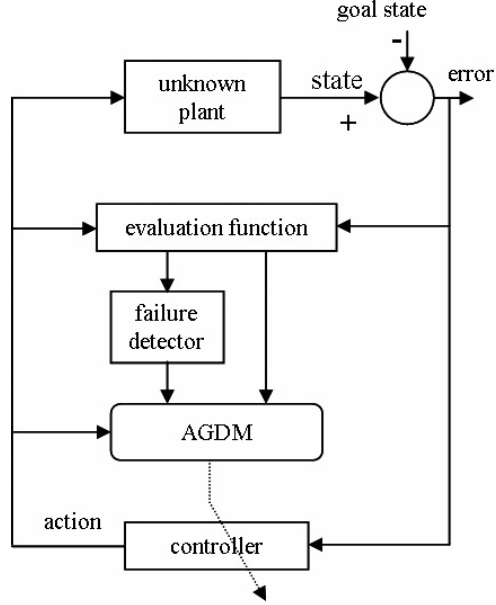 goal state
-
unknown
plant
state
error
+
evaluation function
failure
detector
AGDM
action
controller